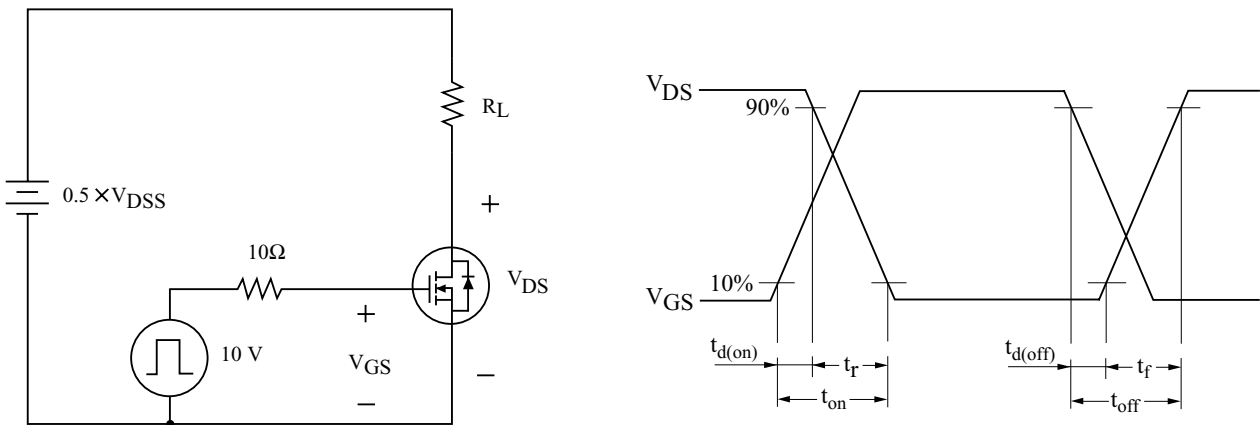 R_L
0.5 ×V_DSS
+
10Ω
V_DS
+
10 V
V_GS
−
−
V_DS
90%
V_GS
10%
t_d(on)
t_r
t_on
t_d(off)
t_f
t_off